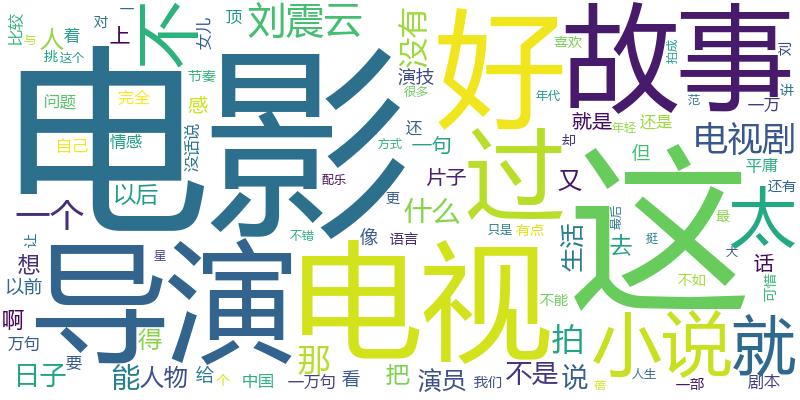 比较
人
着
对
一
上
不
女儿
顶
刘震云
没有
好
喜欢
故事
拍成
刘
与
挑
这个
节奏
演技
很多
年代
范
讲
一万
问题
完全
感
电影
没话说
还
一句
过
就是
年轻
还是
电视剧
自己
情感
方式
却
但
平庸
以后
配乐
更
片子
又
这
还有
一个
什么
最后
太
导演
不错
像
语言
只是
有点
生活
去
挺
最
大
话
想
让
星
电视
不能
不如
可惜
以前
啊
小说
就
万句
得
那
拍
日子
要
能
人物
给
个
中国
一万句
看
把
演员
我们
不是
说
蓓
人生
一部
剧本